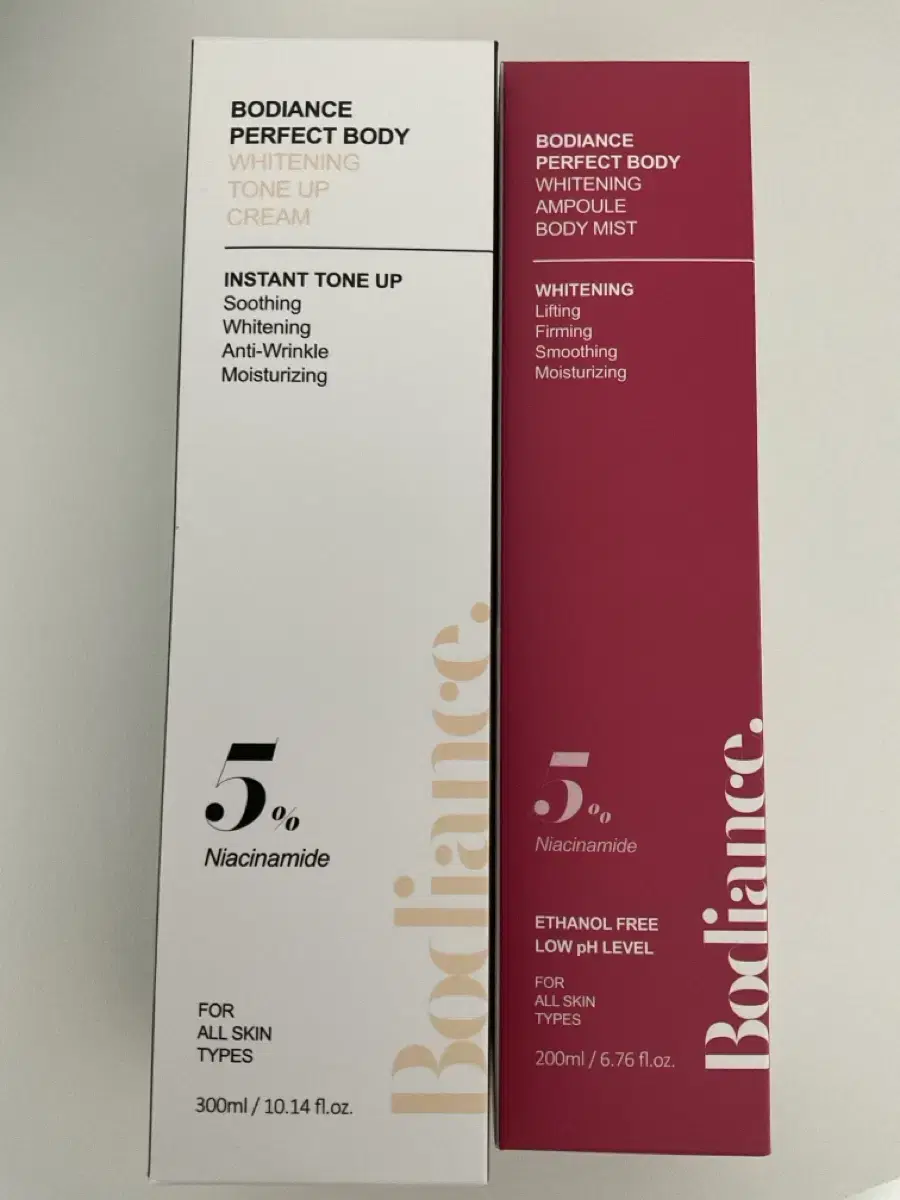 BODIANCE
PERFECT BODY
WHITENING
TONE UP
CREAM
INSTANT TONE UP
Soothing
Whitening
Anti-Wrinkle
Moisturizing
5%
Niacinamide
FOR
ALL SKIN
TYPES
300ml / 10.14 fl.oz.
Bodiance.
BODIANCE
PERFECT BODY
WHITENING
AMPOULE
BODY MIST
WHITENING
Lifting
Firming
Smoothing
Moisturizing
5%
Niacinamide
ETHANOL FREE
LOW pH LEVEL
FOR
ALL SKIN
TYPES
200ml / 6.76 fl.oz.
Bodiance.